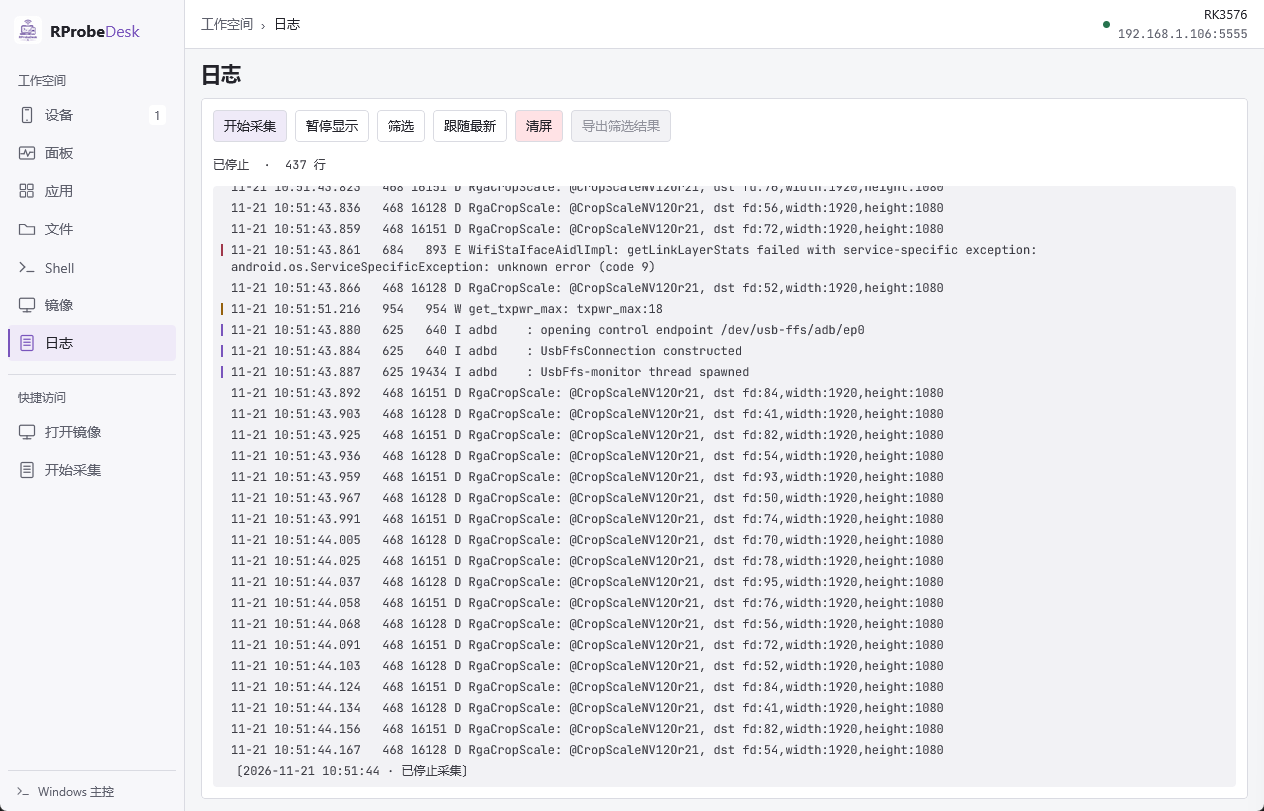 RProbeDesk
工作空间
设备 1
面板
应用
文件
Shell
镜像
日志
快捷访问
打开镜像
开始采集
Windows 主控
工作空间 › 日志
RK3576
192.168.1.106:5555
日志
开始采集 暂停显示 筛选 跟随最新 清屏 导出筛选结果
已停止 · 437 行
11-21 10:51:43.823 468 16151 D RgaCropScale: @CropScaleNV12Or21, dst fd:76,width:1920,height:1080
11-21 10:51:43.836 468 16128 D RgaCropScale: @CropScaleNV12Or21, dst fd:56,width:1920,height:1080
11-21 10:51:43.859 468 16151 D RgaCropScale: @CropScaleNV12Or21, dst fd:72,width:1920,height:1080
11-21 10:51:43.861 684 893 E WifiStaIfaceAidlImpl: getLinkLayerStats failed with service-specific exception:
android.os.ServiceSpecificException: unknown error (code 9)
11-21 10:51:43.866 468 16128 D RgaCropScale: @CropScaleNV12Or21, dst fd:52,width:1920,height:1080
11-21 10:51:51.216 954 954 W get_txpwr_max: txpwr_max:18
11-21 10:51:43.880 625 640 I adbd : opening control endpoint /dev/usb-ffs/adb/ep0
11-21 10:51:43.884 625 640 I adbd : UsbFfsConnection constructed
11-21 10:51:43.887 625 19434 I adbd : UsbFfs-monitor thread spawned
11-21 10:51:43.892 468 16151 D RgaCropScale: @CropScaleNV12Or21, dst fd:84,width:1920,height:1080
11-21 10:51:43.903 468 16128 D RgaCropScale: @CropScaleNV12Or21, dst fd:41,width:1920,height:1080
11-21 10:51:43.925 468 16151 D RgaCropScale: @CropScaleNV12Or21, dst fd:82,width:1920,height:1080
11-21 10:51:43.936 468 16128 D RgaCropScale: @CropScaleNV12Or21, dst fd:54,width:1920,height:1080
11-21 10:51:43.959 468 16151 D RgaCropScale: @CropScaleNV12Or21, dst fd:93,width:1920,height:1080
11-21 10:51:43.967 468 16128 D RgaCropScale: @CropScaleNV12Or21, dst fd:50,width:1920,height:1080
11-21 10:51:43.991 468 16151 D RgaCropScale: @CropScaleNV12Or21, dst fd:74,width:1920,height:1080
11-21 10:51:44.005 468 16128 D RgaCropScale: @CropScaleNV12Or21, dst fd:70,width:1920,height:1080
11-21 10:51:44.025 468 16151 D RgaCropScale: @CropScaleNV12Or21, dst fd:78,width:1920,height:1080
11-21 10:51:44.037 468 16128 D RgaCropScale: @CropScaleNV12Or21, dst fd:95,width:1920,height:1080
11-21 10:51:44.058 468 16151 D RgaCropScale: @CropScaleNV12Or21, dst fd:76,width:1920,height:1080
11-21 10:51:44.068 468 16128 D RgaCropScale: @CropScaleNV12Or21, dst fd:56,width:1920,height:1080
11-21 10:51:44.091 468 16151 D RgaCropScale: @CropScaleNV12Or21, dst fd:72,width:1920,height:1080
11-21 10:51:44.103 468 16128 D RgaCropScale: @CropScaleNV12Or21, dst fd:52,width:1920,height:1080
11-21 10:51:44.124 468 16151 D RgaCropScale: @CropScaleNV12Or21, dst fd:84,width:1920,height:1080
11-21 10:51:44.134 468 16128 D RgaCropScale: @CropScaleNV12Or21, dst fd:41,width:1920,height:1080
11-21 10:51:44.156 468 16151 D RgaCropScale: @CropScaleNV12Or21, dst fd:82,width:1920,height:1080
11-21 10:51:44.167 468 16128 D RgaCropScale: @CropScaleNV12Or21, dst fd:54,width:1920,height:1080
[2026-11-21 10:51:44 · 已停止采集]